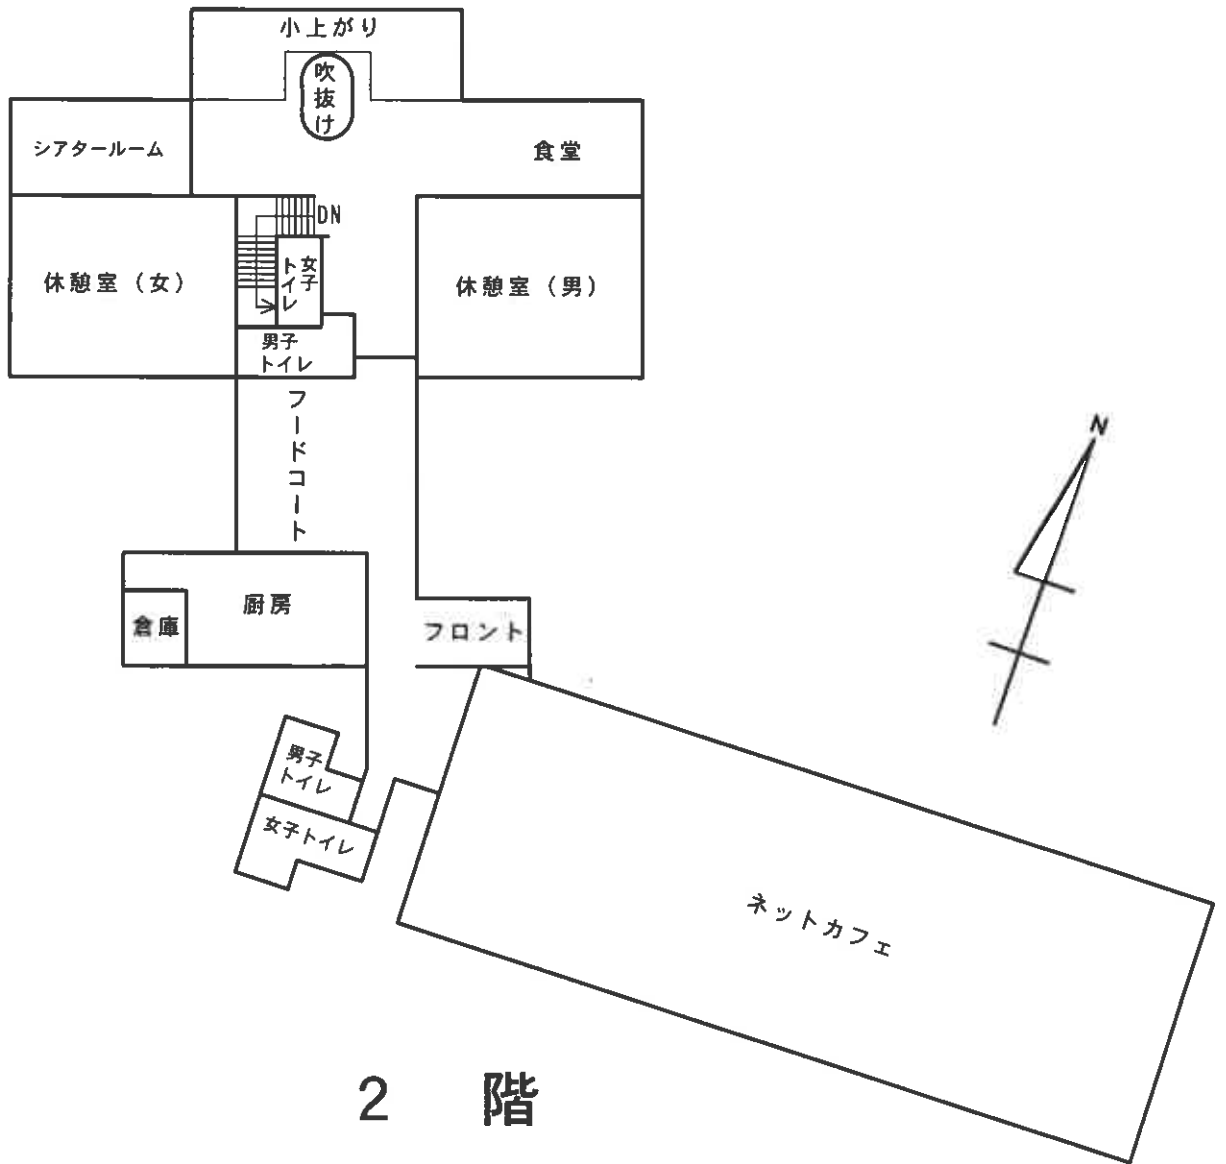 小上がり
吹抜け
シアタールーム
食堂
DN
休憩室（女）
女子
トイレ
休憩室（男）
男子
トイレ
フードコート
N
厨房
倉庫
フロント
男子
トイレ
女子トイレ
ネットカフェ
2 階